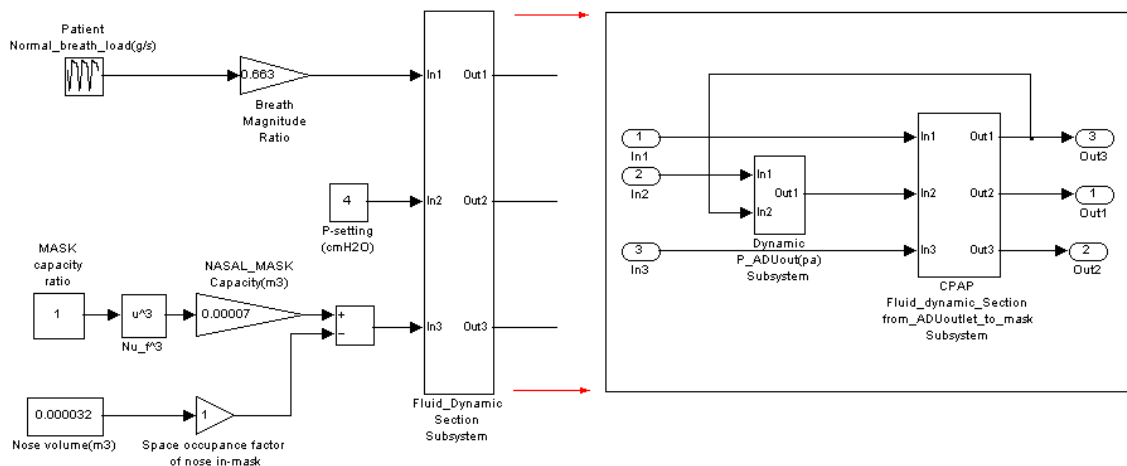 Patient
Normal_breath_load(g/s)
0.663
Breath
Magnitude
Ratio
4
P-setting
(cmH2O)
MASK
capacity
ratio
1
u^3
Nu_f^3
NASAL_MASK
Capacity(m3)
0.00007
+
−
0.000032
Nose volume(m3)
1
Space occupance factor
of nose in-mask
In1
Out1
In2
Out2
In3
Out3
Fluid_Dynamic
Section
Subsystem
1
In1
2
In2
3
In3
In1
Out1
In2
Dynamic
P_ADUout(pa)
Subsystem
In1
Out1
In2
Out2
In3
Out3
CPAP
Fluid_dynamic_Section
from_ADUoutlet_to_mask
Subsystem
3
Out3
1
Out1
2
Out2